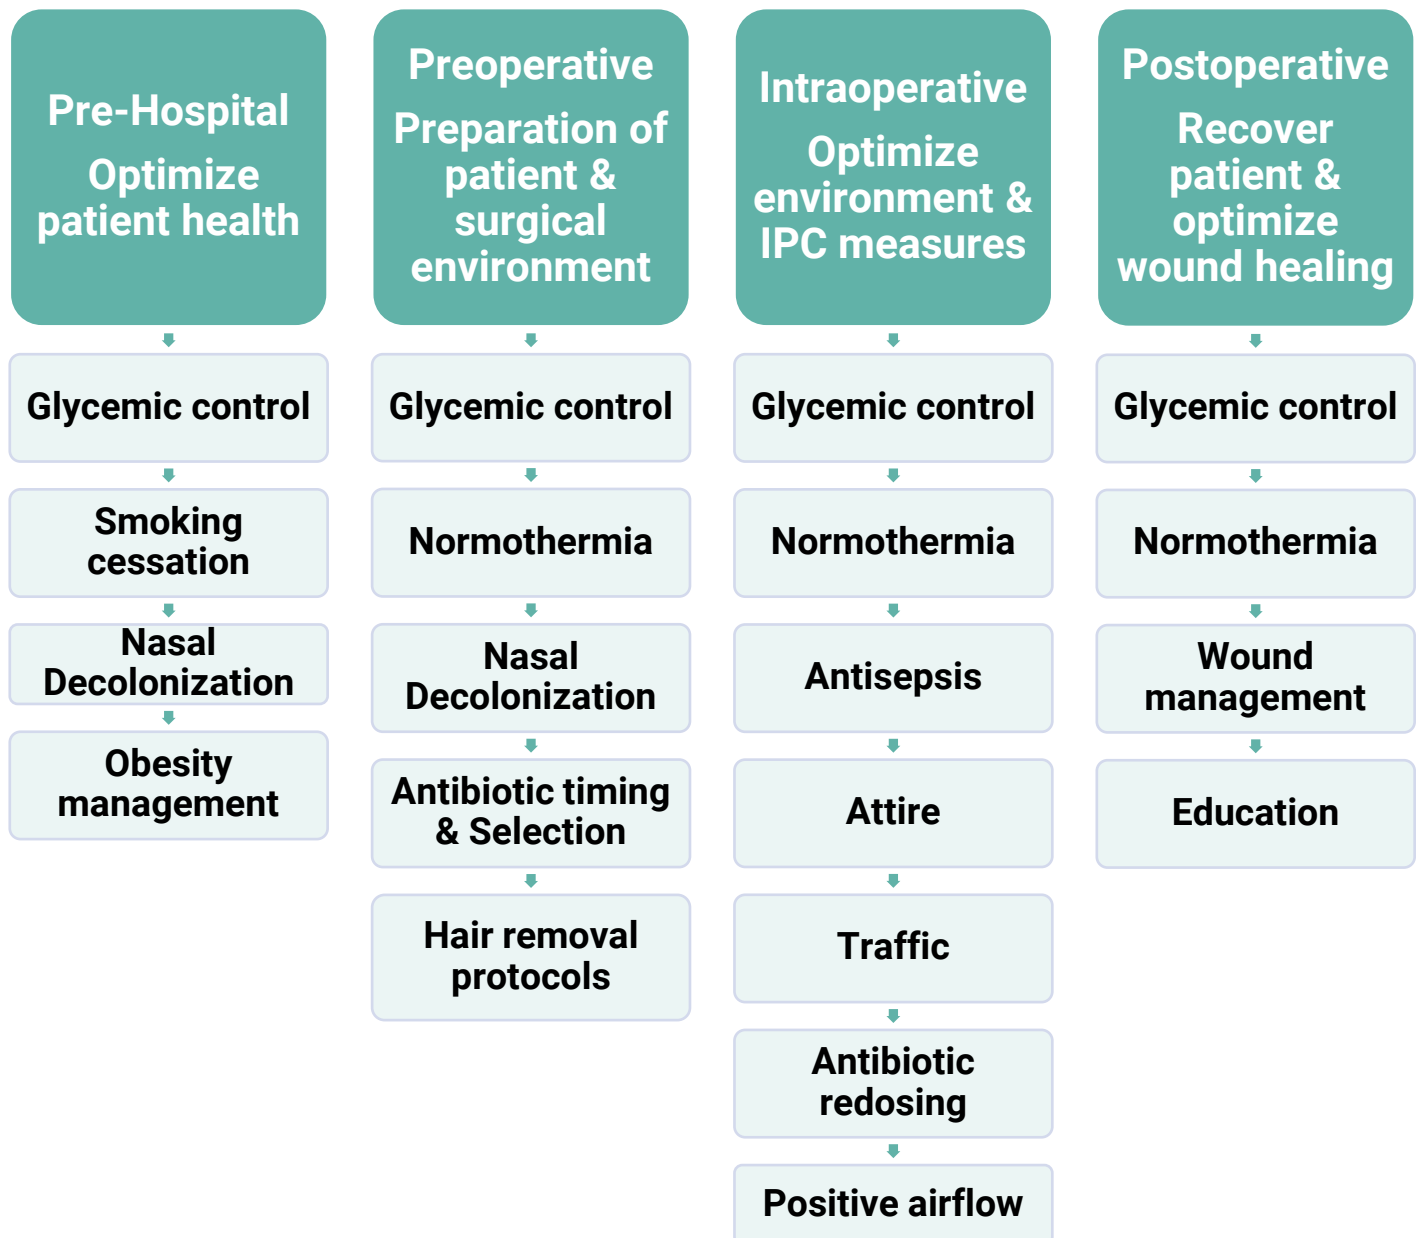 Pre-Hospital
Optimize
patient health
Glycemic control
Smoking
cessation
Nasal
Decolonization
Obesity
management
Preoperative
Preparation of
patient &
surgical
environment
Glycemic control
Normothermia
Nasal
Decolonization
Antibiotic timing
& Selection
Hair removal
protocols
Intraoperative
Optimize
environment &
IPC measures
Glycemic control
Normothermia
Antisepsis
Attire
Traffic
Antibiotic
redosing
Positive airflow
Postoperative
Recover
patient &
optimize
wound healing
Glycemic control
Normothermia
Wound
management
Education